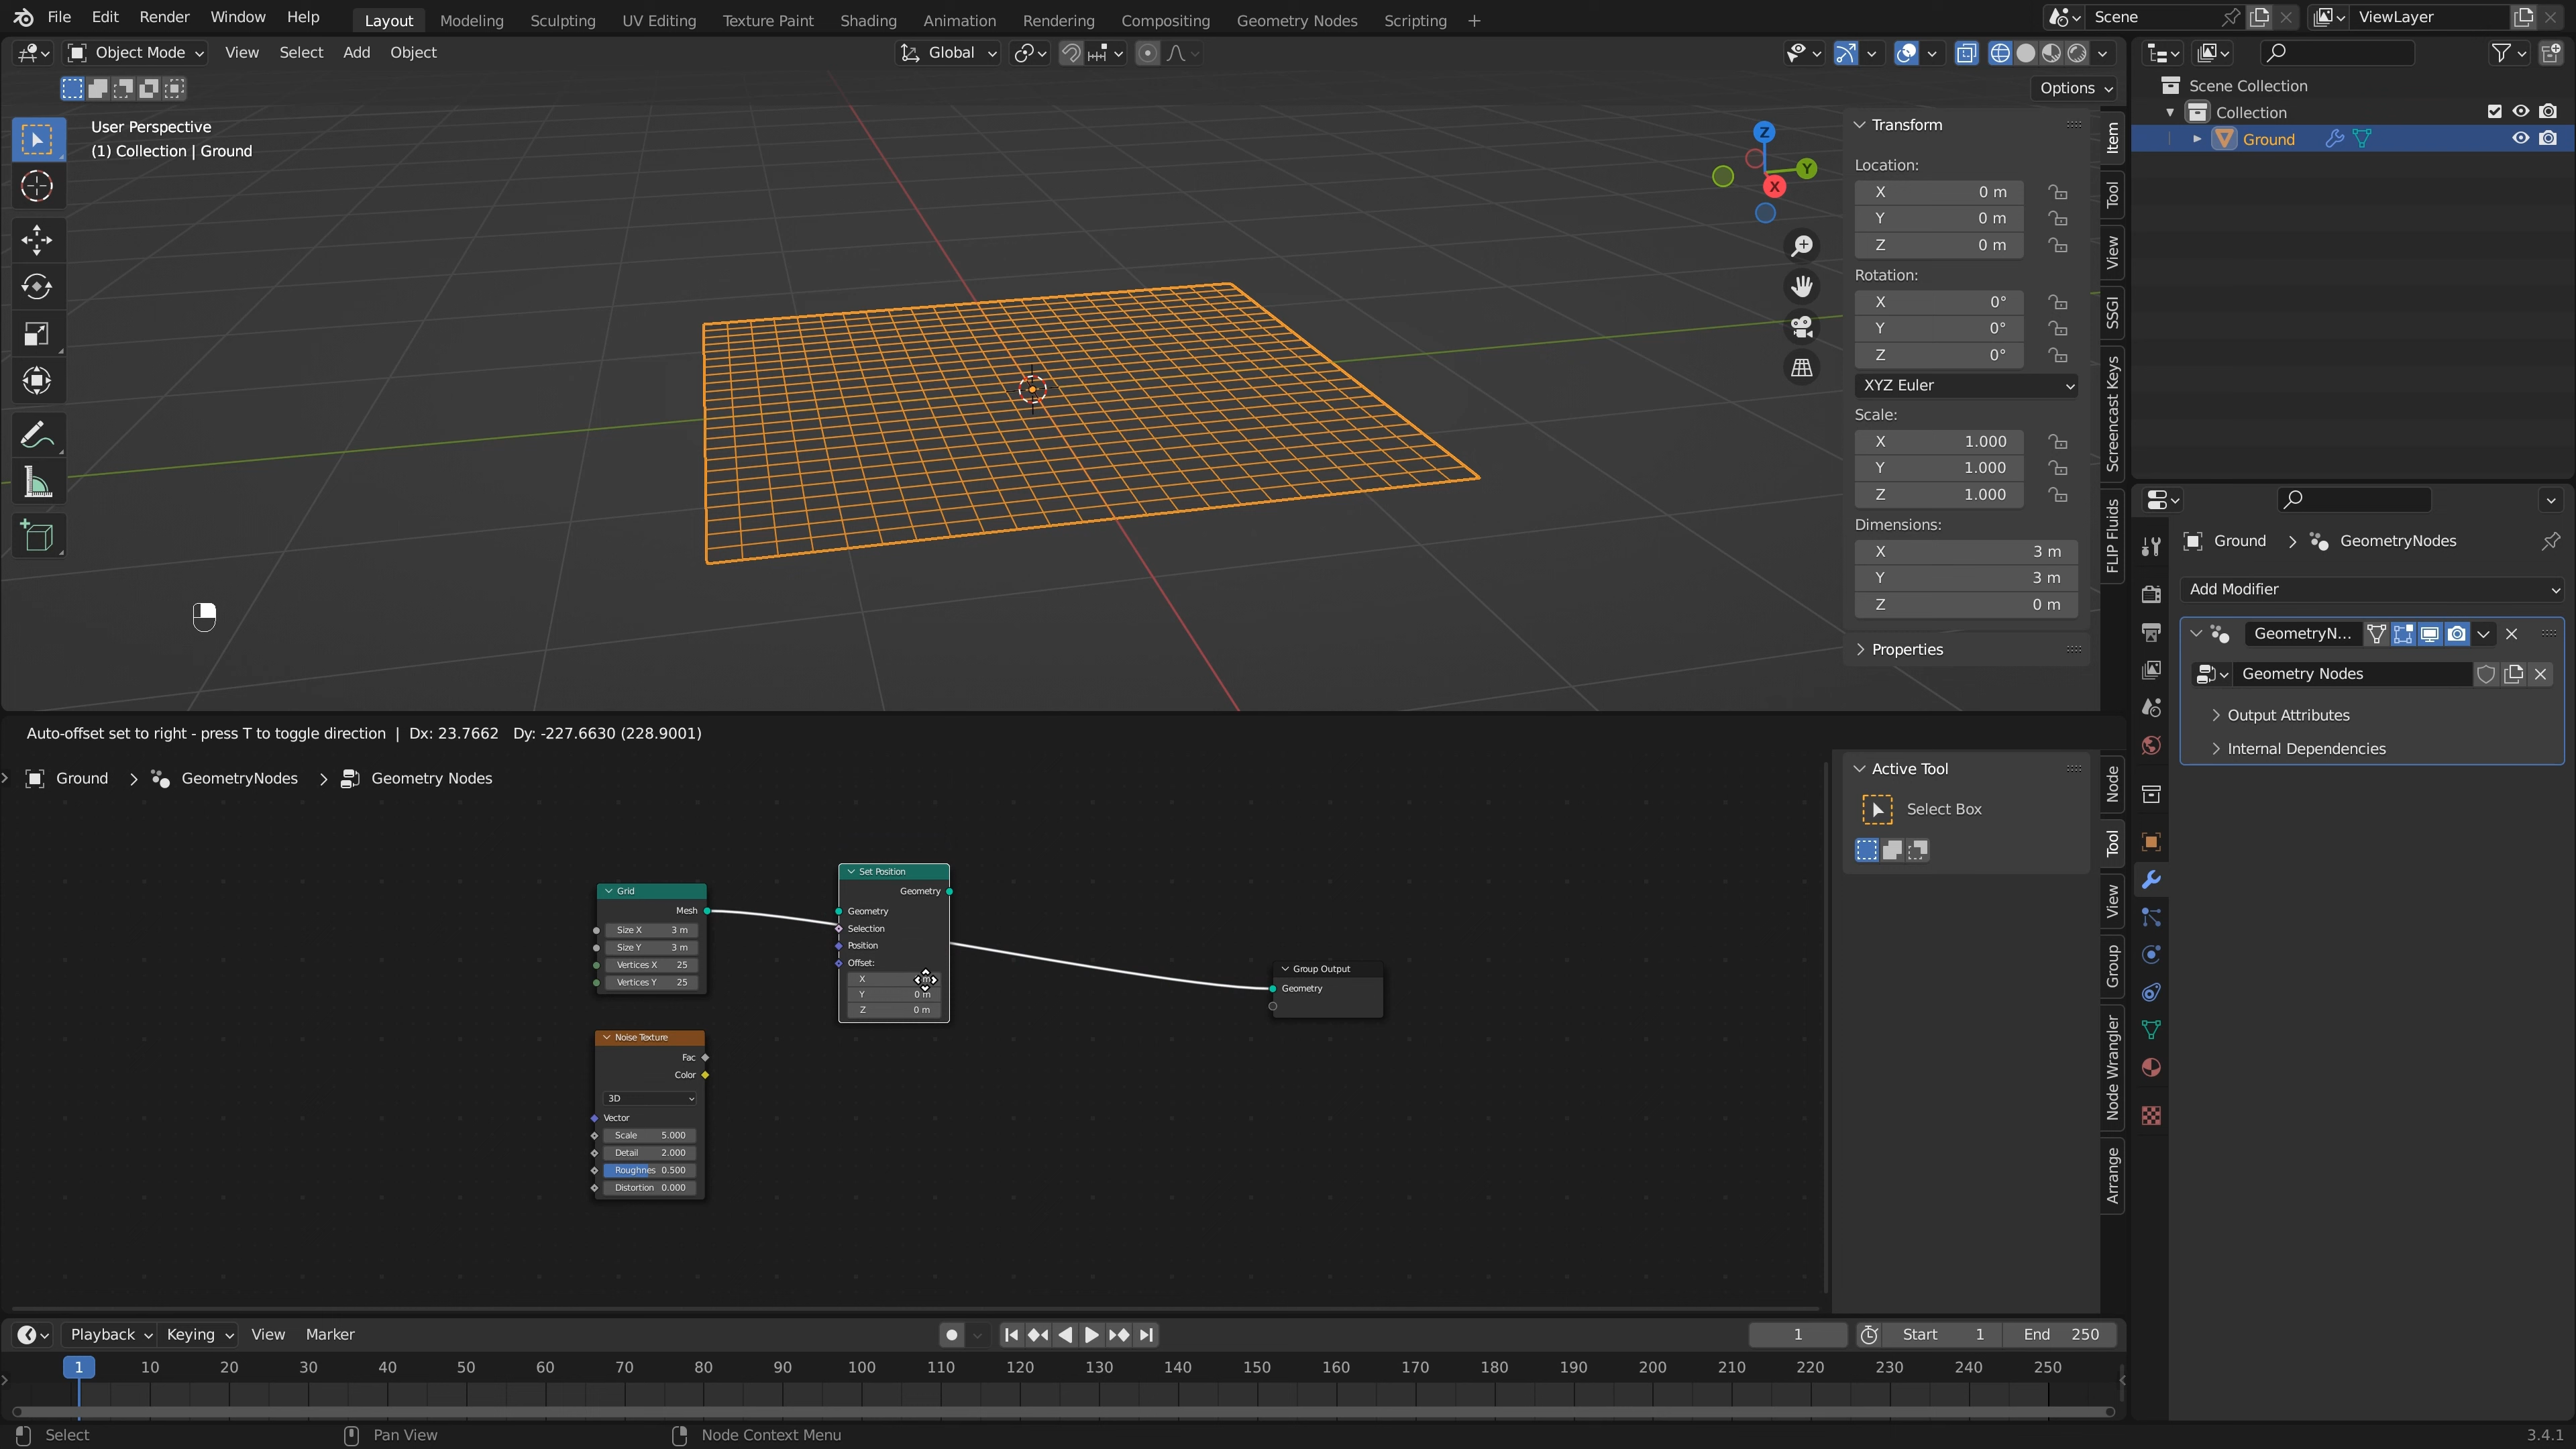 File Edit Render Window Help Layout Modeling Sculpting UV Editing Texture Paint Shading Animation Rendering Compositing Geometry Nodes Scripting + Scene ViewLayer
Object Mode View Select Add Object Global
Options
User Perspective
(1) Collection | Ground
Z
Y
X
Transform
Location:
X 0 m
Y 0 m
Z 0 m
Rotation:
X 0°
Y 0°
Z 0°
XYZ Euler
Scale:
X 1.000
Y 1.000
Z 1.000
Dimensions:
X 3 m
Y 3 m
Z 0 m
Properties
Item
Tool
View
SSGI
Screencast Keys
FLIP Fluids
Scene Collection
Collection
Ground
Ground > GeometryNodes
Add Modifier
GeometryN...
Geometry Nodes
Output Attributes
Internal Dependencies
Auto-offset set to right - press T to toggle direction | Dx: 23.7662 Dy: -227.6630 (228.9001)
Ground > GeometryNodes > Geometry Nodes
Grid
Mesh
Size X 3 m
Size Y 3 m
Vertices X 25
Vertices Y 25
Noise Texture
Fac
Color
3D
Vector
Scale 5.000
Detail 2.000
Roughnes 0.500
Distortion 0.000
Set Position
Geometry
Geometry
Selection
Position
Offset:
X
Y 0 m
Z 0 m
Group Output
Geometry
Active Tool
Select Box
Node
Tool
View
Group
Node Wrangler
Arrange
Playback Keying View Marker 1 Start 1 End 250
1 10 20 30 40 50 60 70 80 90 100 110 120 130 140 150 160 170 180 190 200 210 220 230 240 250
Select Pan View Node Context Menu 3.4.1